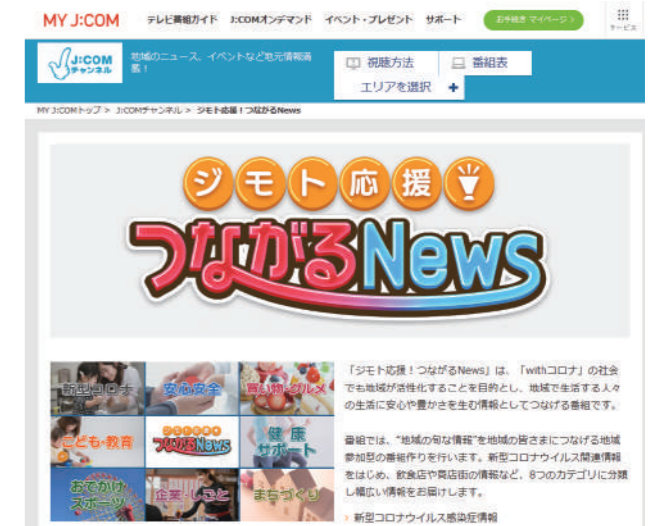 MY J:COM
テレビ番組ガイド J:COMオンデマンド イベント・プレゼント サポート お手続き マイページ >
サービス
J:COM
チャンネル
地域のニュース、イベントなど地元情報満
載！
視聴方法
番組表
エリアを選択 +
MY J:COMトップ > J:COMチャンネル > ジモト応援！つながるNews
ジモト応援
つながるNews
新型コロナ
安心安全
買い物・グルメ
こども・教育
ジモト応援
つながるNews
健康
サポート
おでかけ
スポーツ
企業・しごと
まちづくり
「ジモト応援！つながるNews」は、「withコロナ」の社会
でも地域が活性化することを目的とし、地域で生活する人々
の生活に安心や豊かさを生む情報としてつなげる番組です。
番組では、“地域の旬な情報”を地域の皆さまにつなげる地域
参加型の番組作りを行います。新型コロナウイルス関連情報
をはじめ、飲食店や商店街の情報など、8つのカテゴリに分類
し幅広い情報をお届けします。
> 新型コロナウイルス感染症情報